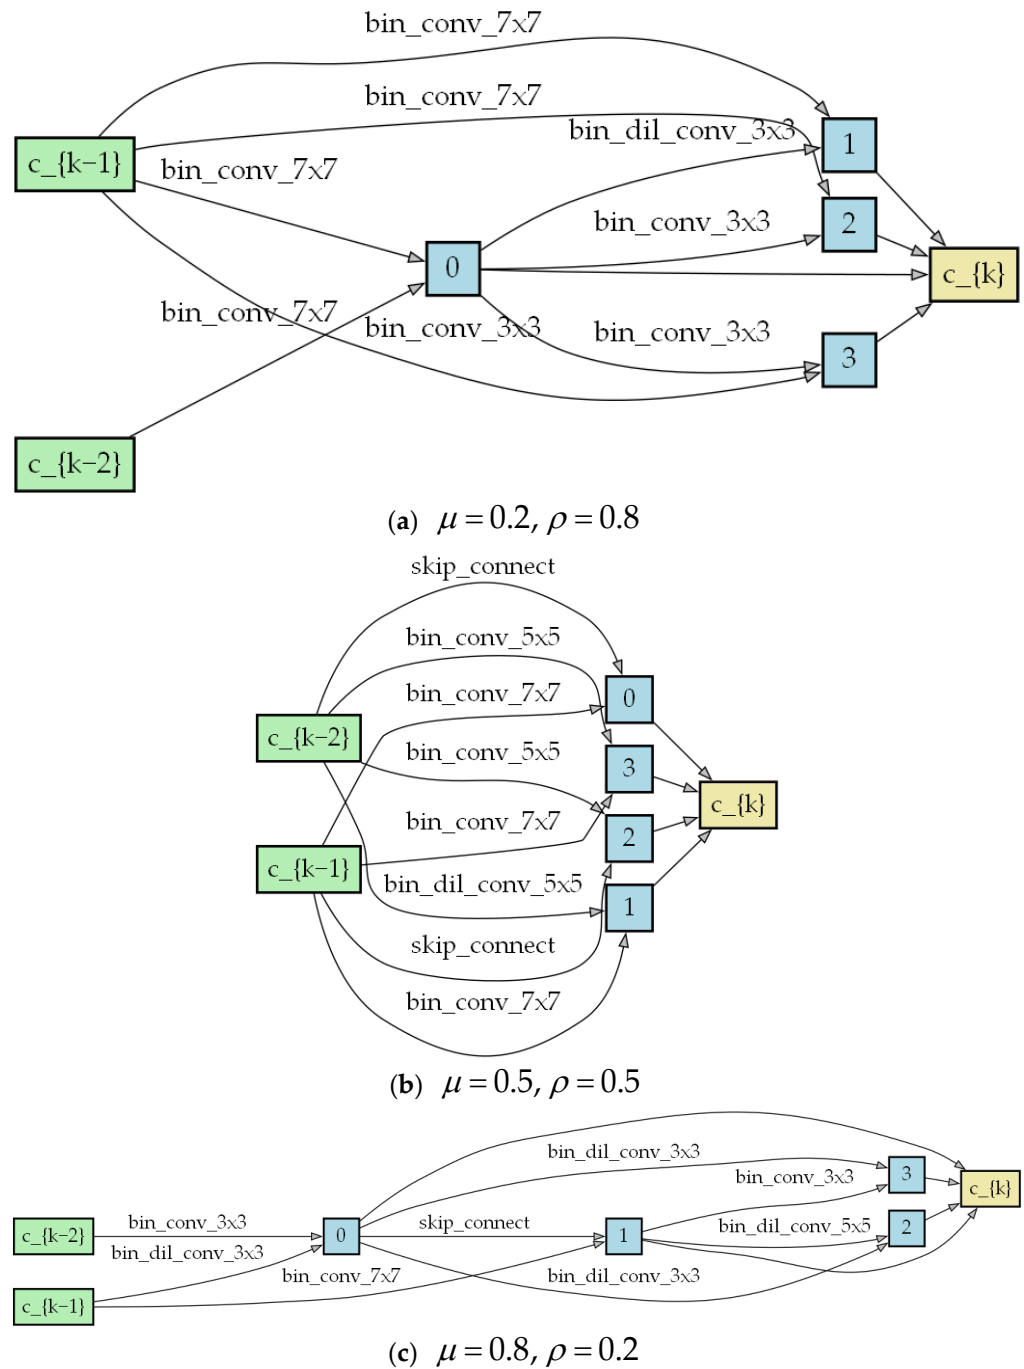 bin_conv_7x7
bin_conv_7x7
bin_dil_conv_3x3
1
c_{k−1}
bin_conv_7x7
bin_conv_3x3
2
0
c_{k}
bin_conv_7x7
bin_conv_3x3
bin_conv_3x3
3
c_{k−2}
(a) μ = 0.2, ρ = 0.8
skip_connect
bin_conv_5x5
bin_conv_7x7
0
c_{k−2}
bin_conv_5x5
3
c_{k}
bin_conv_7x7
2
c_{k−1}
bin_dil_conv_5x5
1
skip_connect
bin_conv_7x7
(b) μ = 0.5, ρ = 0.5
bin_dil_conv_3x3
bin_conv_3x3
3
c_{k}
bin_conv_3x3
skip_connect
bin_dil_conv_5x5
2
c_{k−2}
0
1
bin_dil_conv_3x3
bin_conv_7x7
bin_dil_conv_3x3
c_{k−1}
(c) μ = 0.8, ρ = 0.2